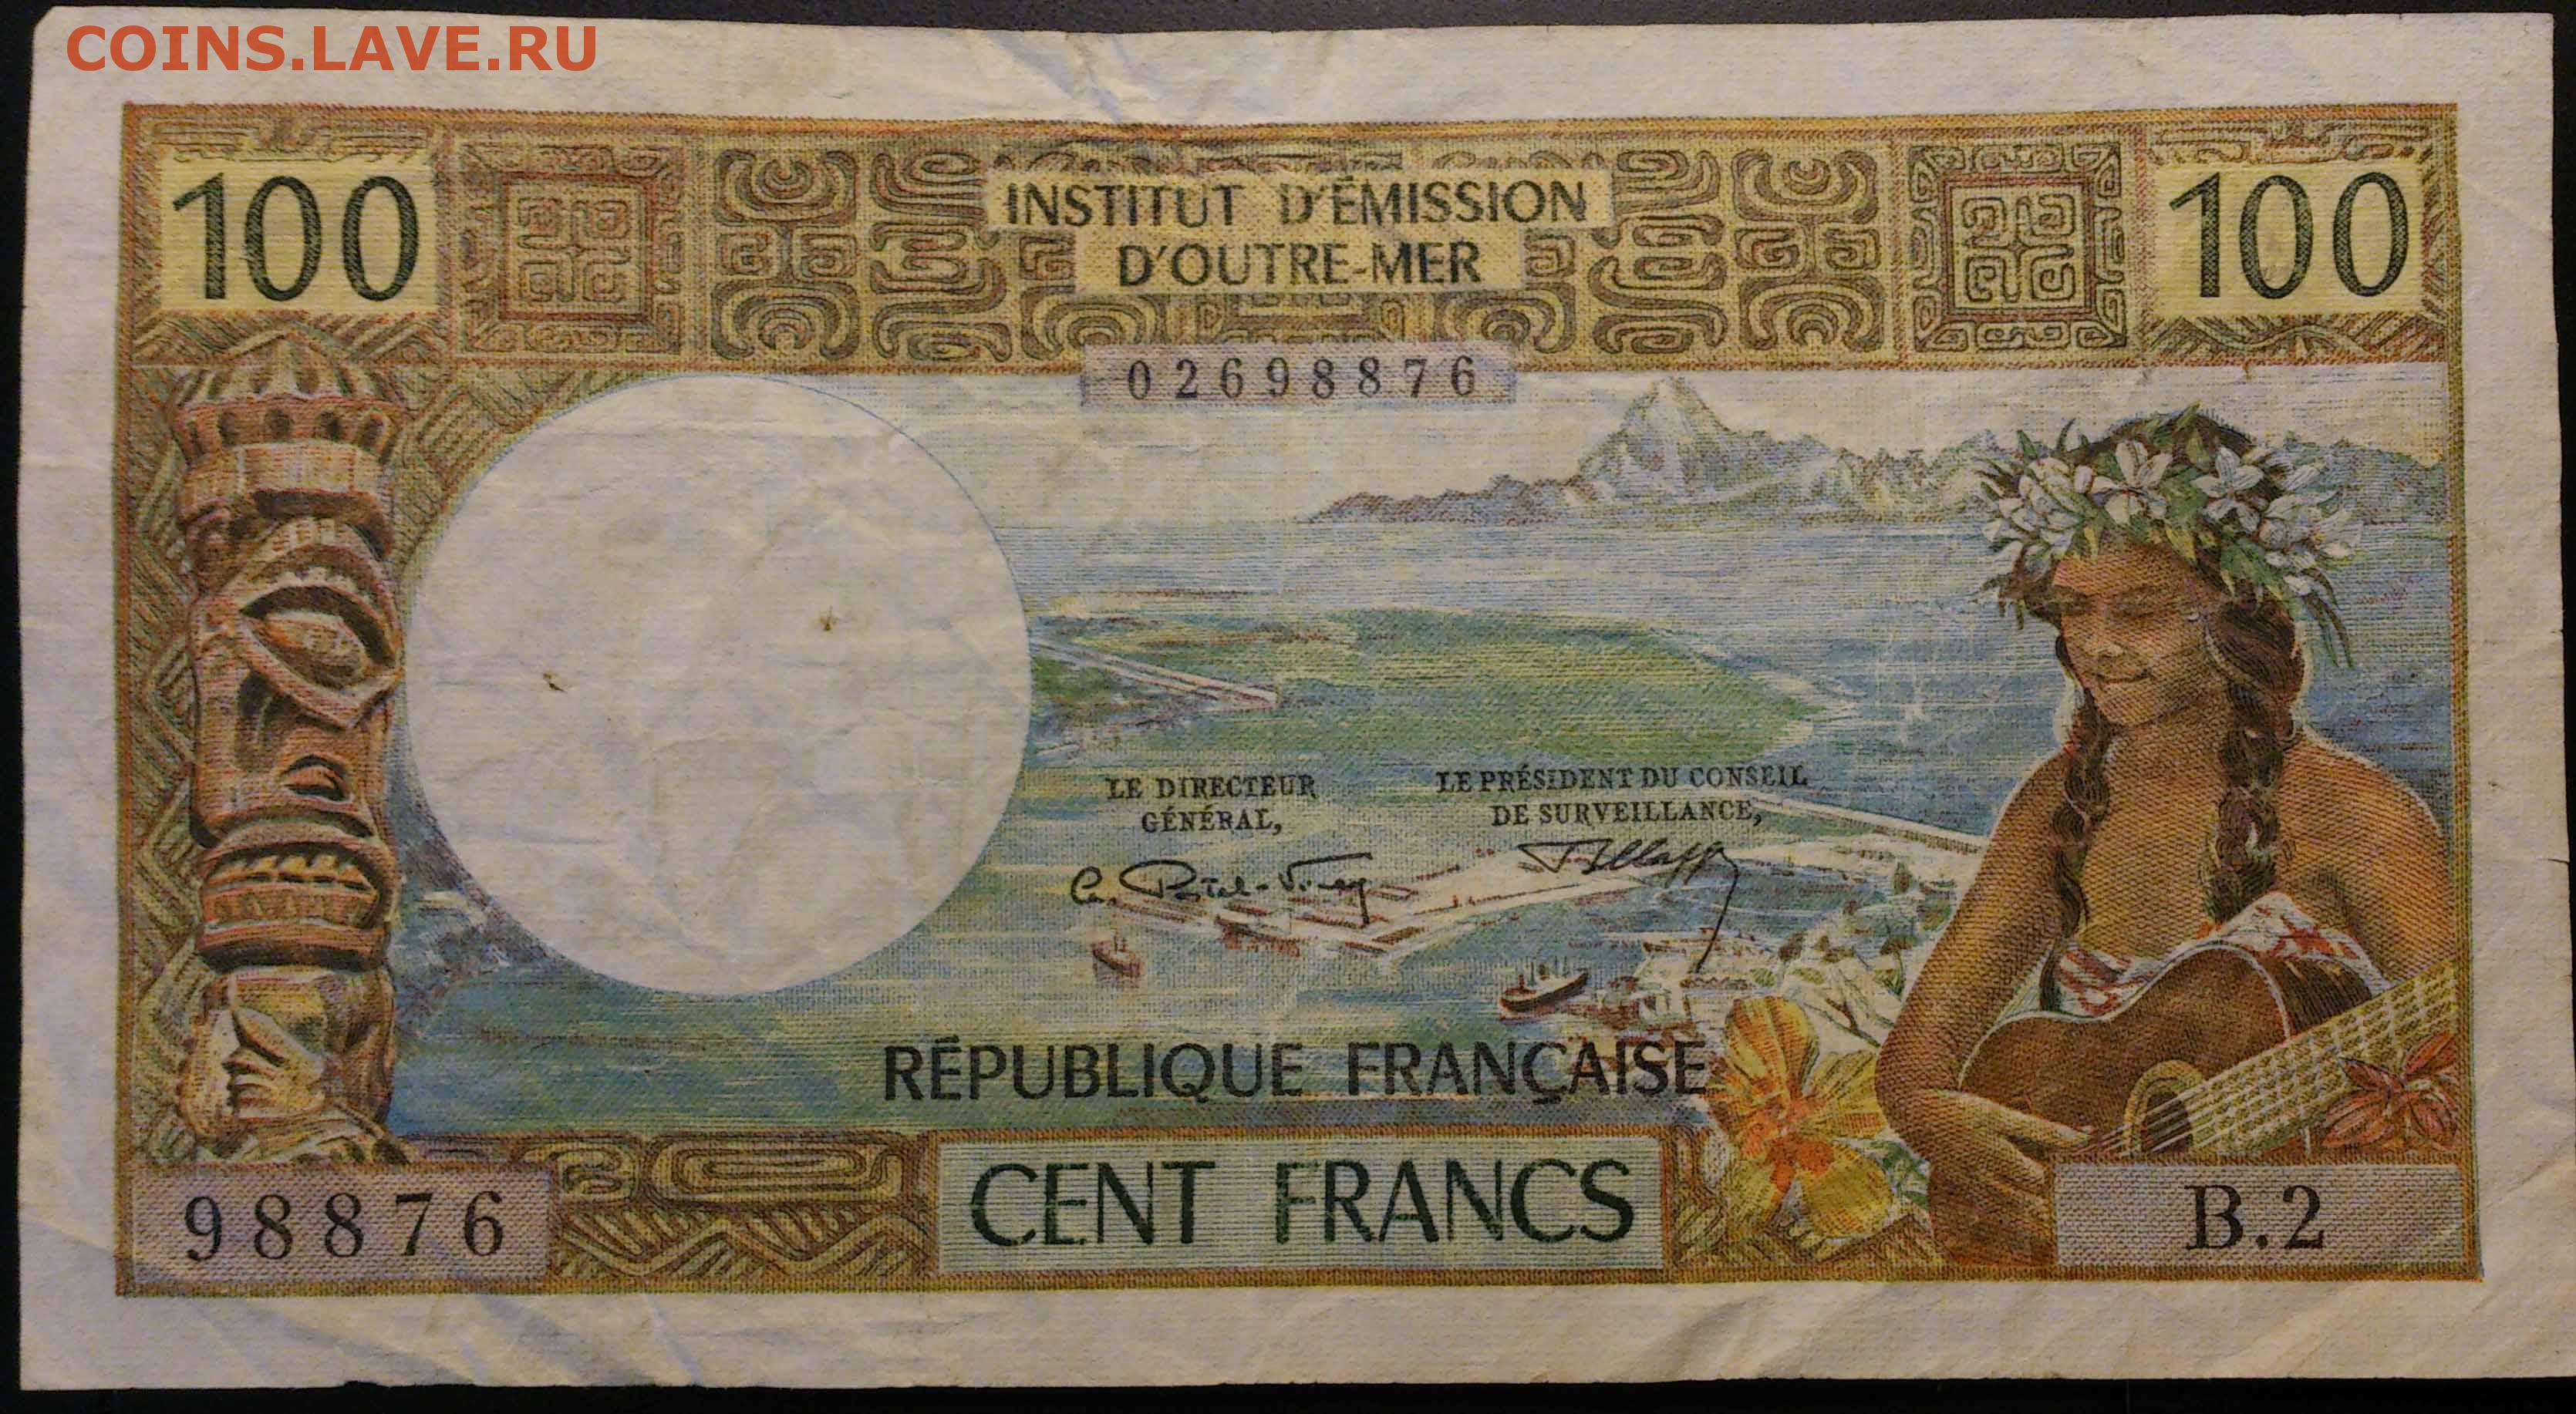 COINS.LAVE.RU
100
INSTITUT D'ÉMISSION
D'OUTRE-MER
100
02698876
LE DIRECTEUR
GÉNÉRAL,
LE PRÉSIDENT DU CONSEIL
DE SURVEILLANCE,
RÉPUBLIQUE FRANÇAISE
98876
CENT FRANCS
B.2